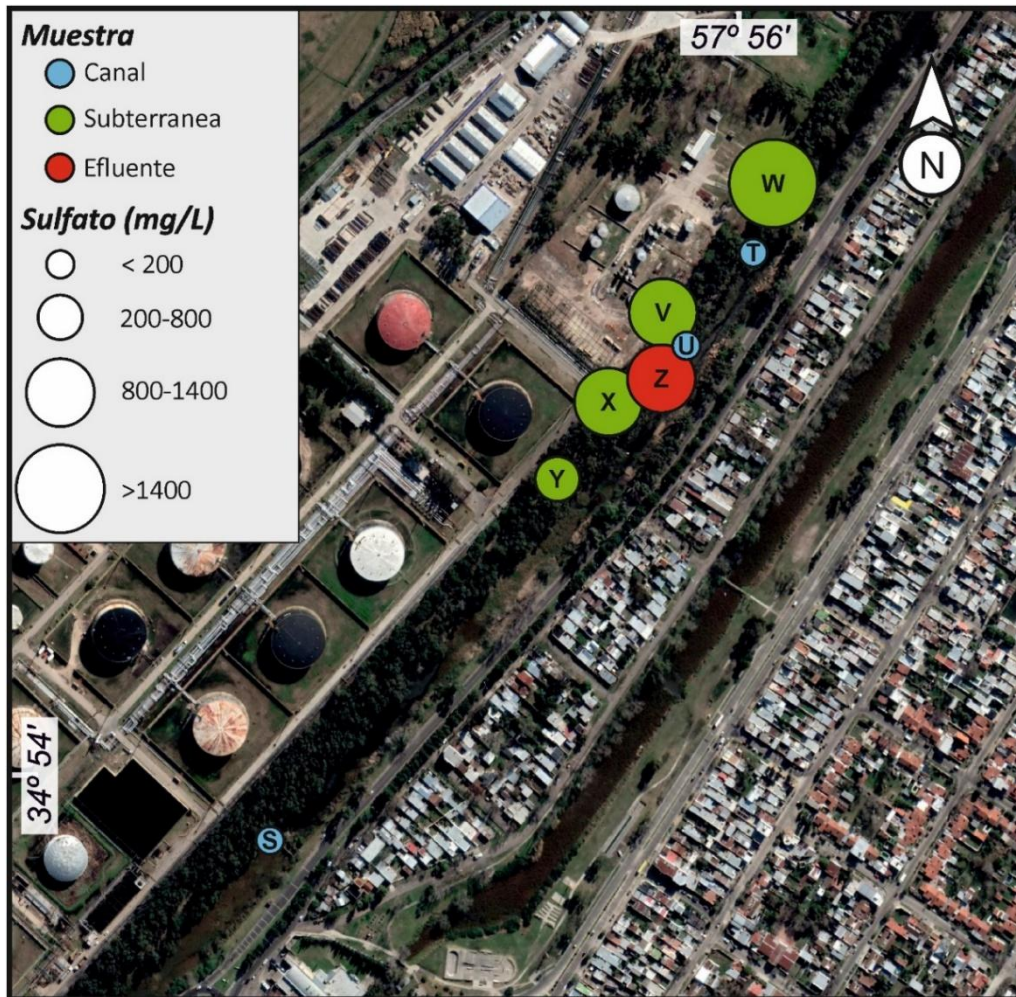 Muestra
Canal
Subterranea
Efluente
Sulfato (mg/L)
< 200
200-800
800-1400
>1400
57º 56'
N
W
T
V
U
Z
X
Y
34º 54'
S